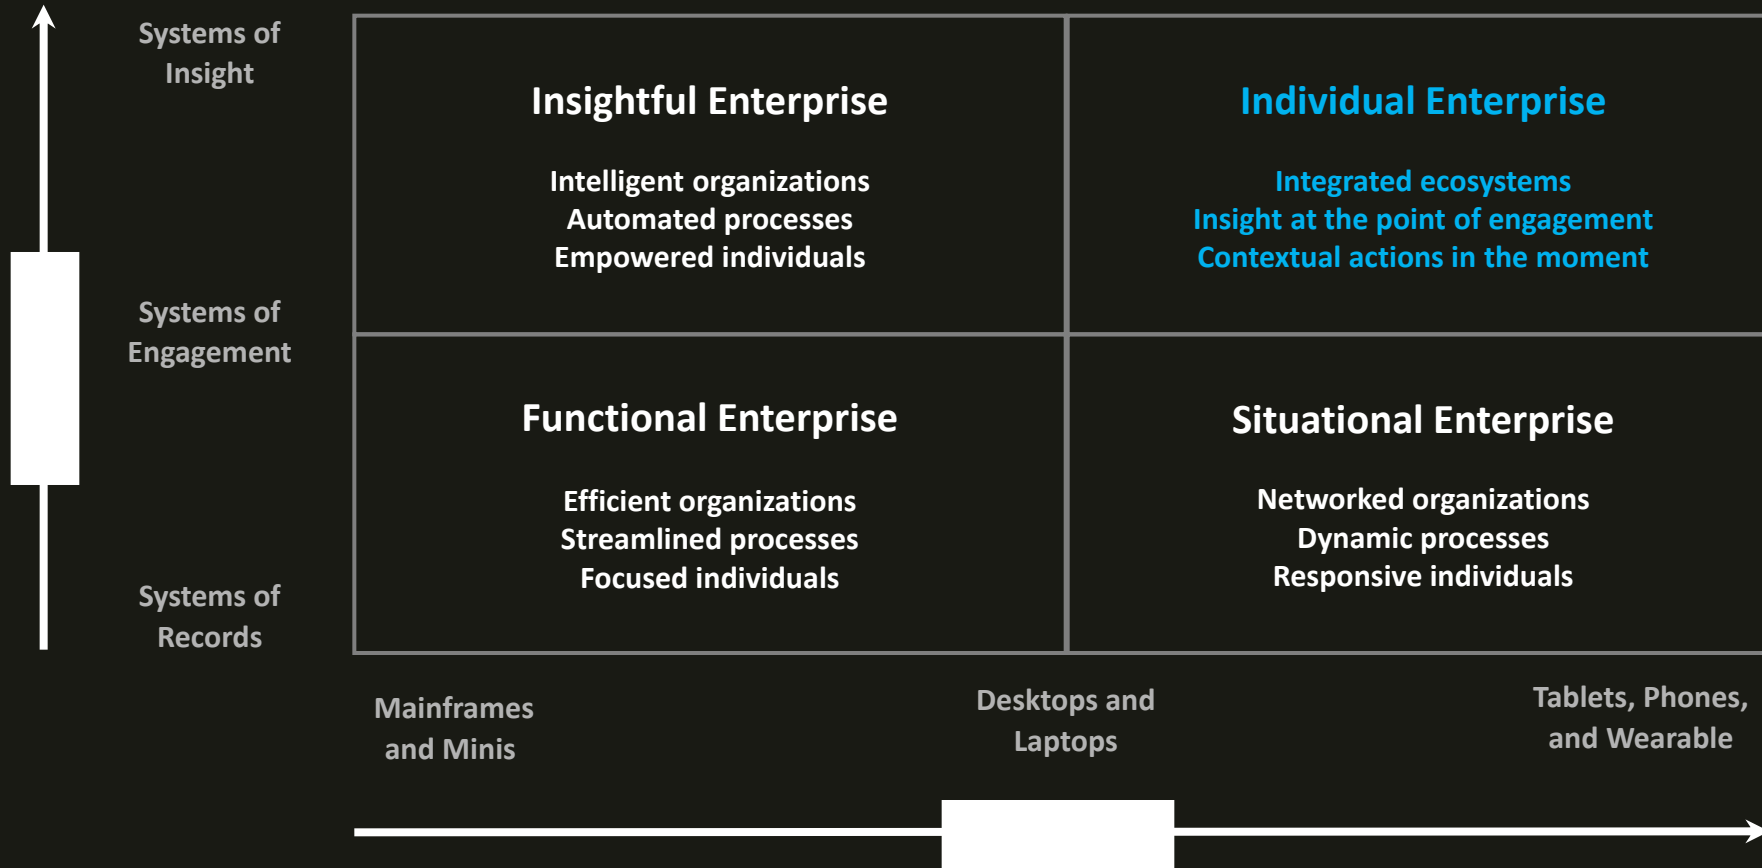 Systems of
Insight
Insightful Enterprise
Intelligent organizations
Automated processes
Empowered individuals
Individual Enterprise
Integrated ecosystems
Insight at the point of engagement
Contextual actions in the moment
Systems of
Engagement
Functional Enterprise
Efficient organizations
Streamlined processes
Focused individuals
Situational Enterprise
Networked organizations
Dynamic processes
Responsive individuals
Systems of
Records
Mainframes
and Minis
Desktops and
Laptops
Tablets, Phones,
and Wearable